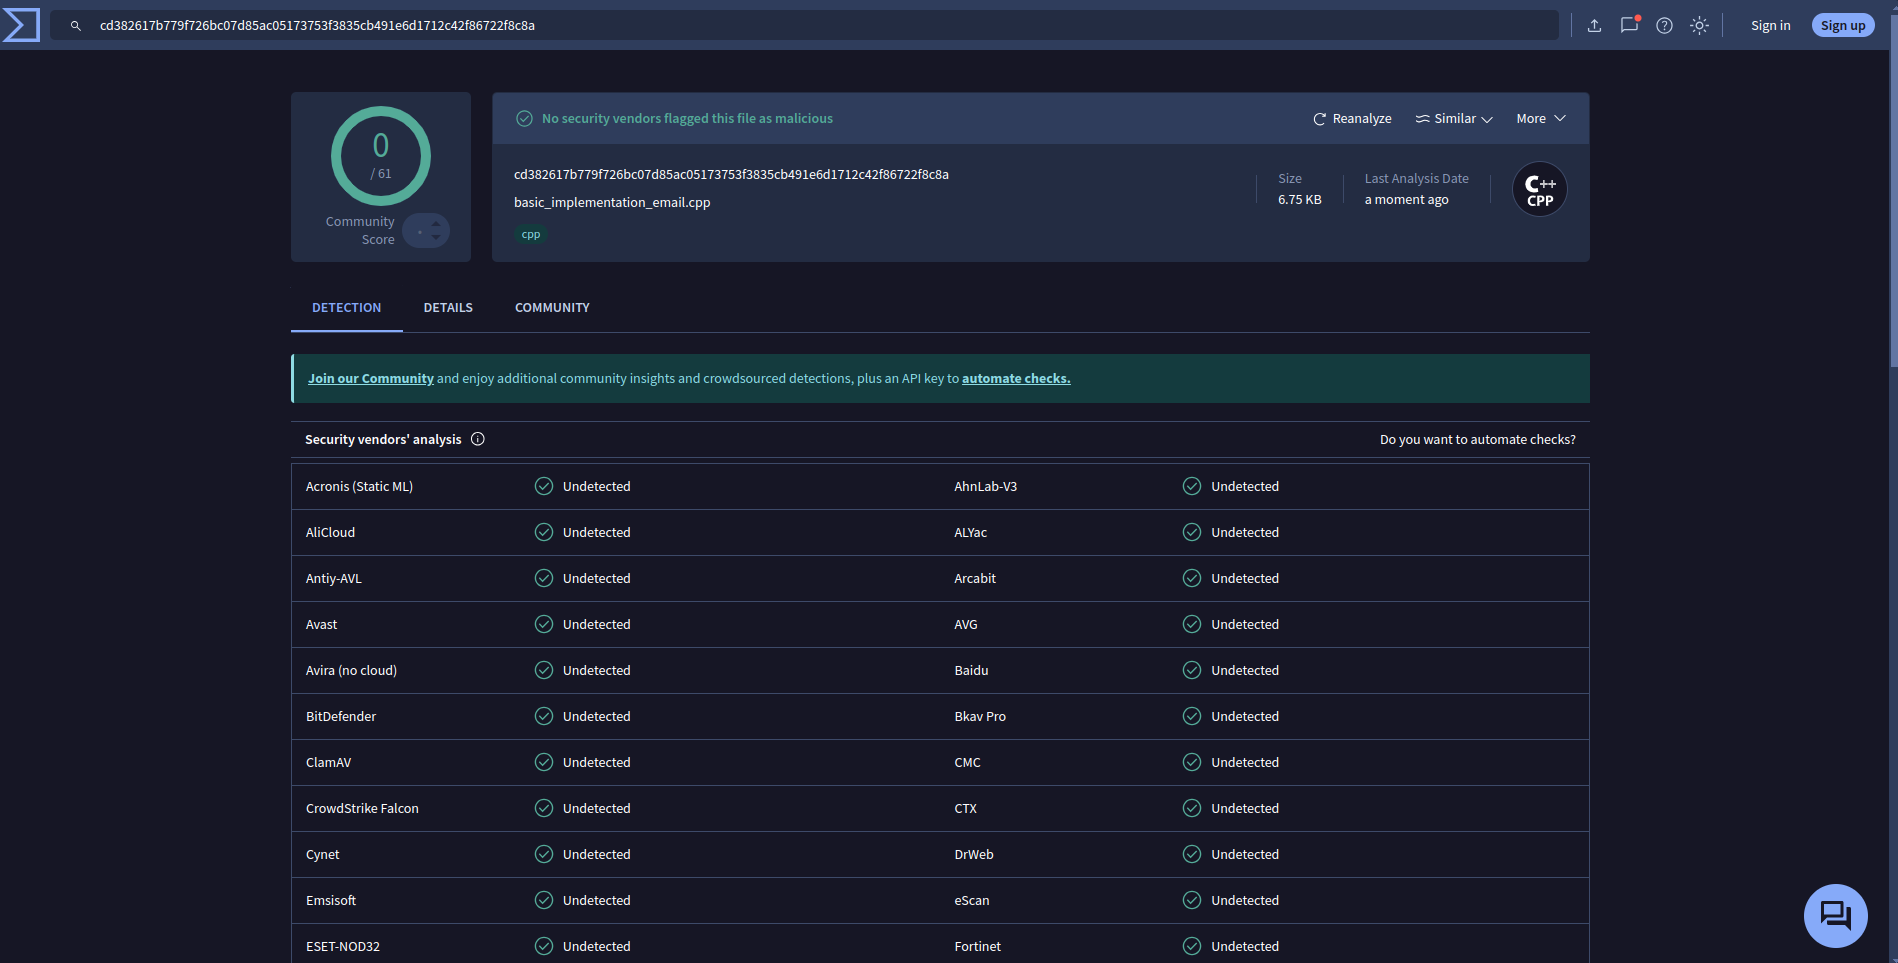 cd382617b779f726bc07d85ac05173753f3835cb491e6d1712c42f86722f8c8a
Sign in
Sign up
0
/ 61
Community Score
No security vendors flagged this file as malicious
Reanalyze
Similar
More
cd382617b779f726bc07d85ac05173753f3835cb491e6d1712c42f86722f8c8a
basic_implementation_email.cpp
cpp
Size
6.75 KB
Last Analysis Date
a moment ago
C++
CPP
DETECTION
DETAILS
COMMUNITY
Join our Community and enjoy additional community insights and crowdsourced detections, plus an API key to automate checks.
Security vendors' analysis
Do you want to automate checks?
Acronis (Static ML) Undetected AhnLab-V3 Undetected
AliCloud Undetected ALYac Undetected
Antiy-AVL Undetected Arcabit Undetected
Avast Undetected AVG Undetected
Avira (no cloud) Undetected Baidu Undetected
BitDefender Undetected Bkav Pro Undetected
ClamAV Undetected CMC Undetected
CrowdStrike Falcon Undetected CTX Undetected
Cynet Undetected DrWeb Undetected
Emsisoft Undetected eScan Undetected
ESET-NOD32 Undetected Fortinet Undetected